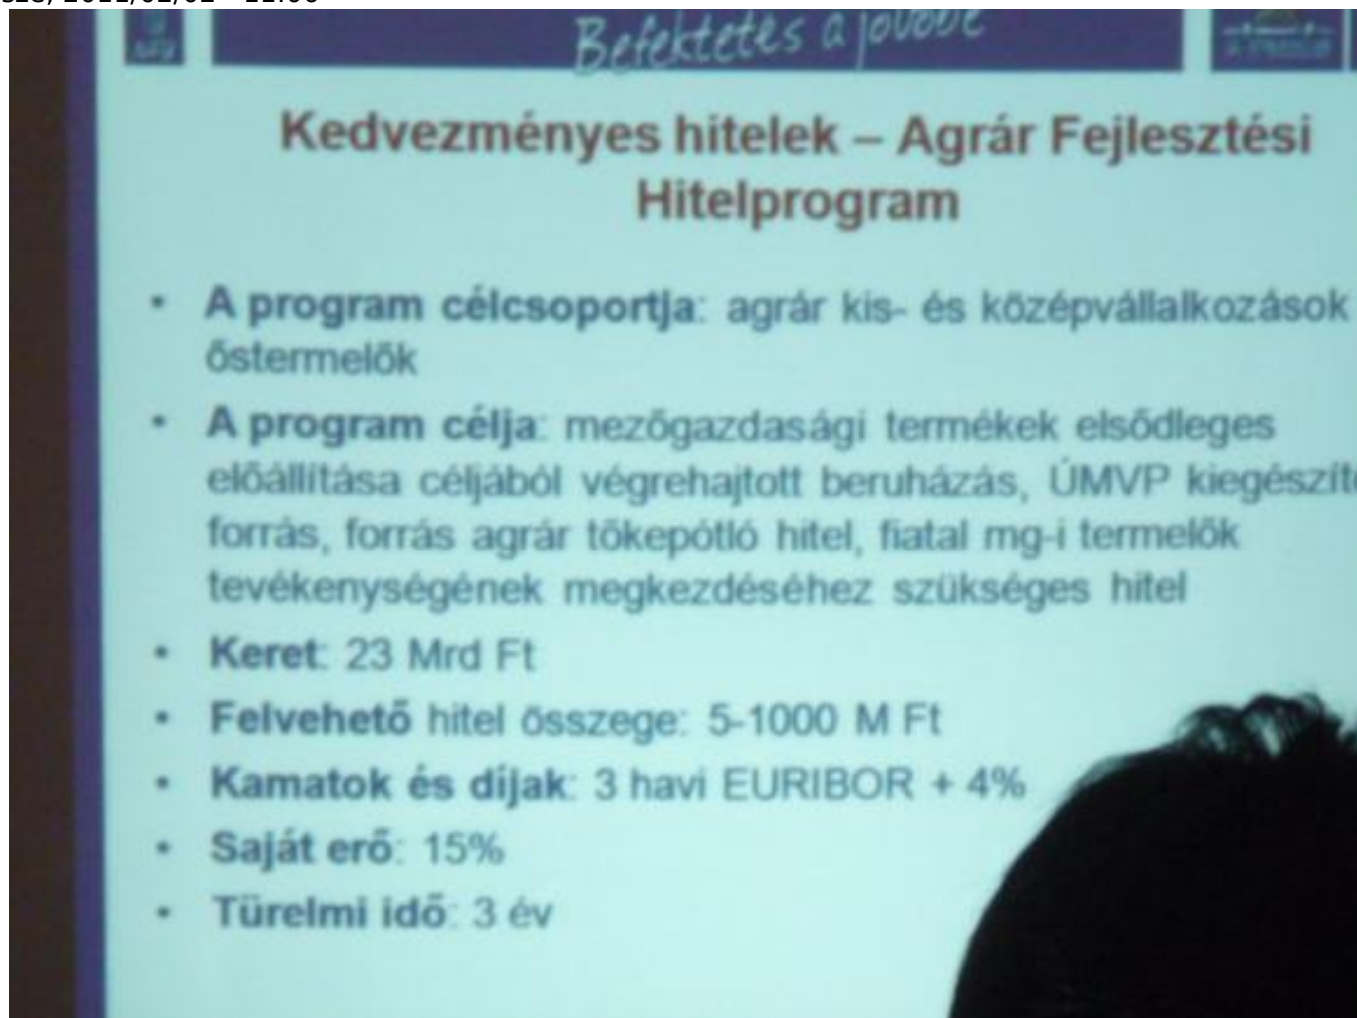 Befektetés a jövőbe
Kedvezményes hitelek – Agrár Fejlesztési
Hitelprogram
• A program célcsoportja: agrár kis- és középvállalkozások
őstermelők
• A program célja: mezőgazdasági termékek elsődleges
előállítása céljából végrehajtott beruházás, ÚMVP
forrás, forrás agrár tőkepótló hitel, fiatal mg-i termelők
tevékenységének megkezdéséhez szükséges hitel
• Keret: 23 Mrd Ft
• Felvehető hitel összege: 5-1000 M Ft
• Kamatok és díjak: 3 havi EURIBOR + 4%
• Saját erő: 15%
• Türelmi idő: 3 év